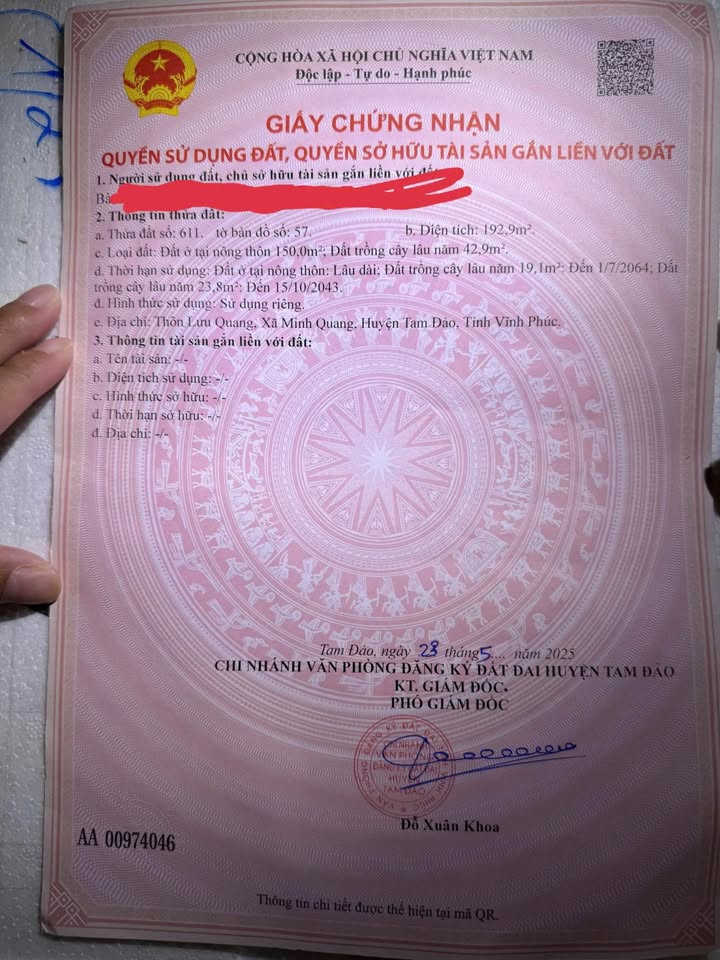 CỘNG HÒA XÃ HỘI CHỦ NGHĨA VIỆT NAM
Độc lập - Tự do - Hạnh phúc
GIẤY CHỨNG NHẬN
QUYỀN SỬ DỤNG ĐẤT, QUYỀN SỞ HỮU TÀI SẢN GẮN LIỀN VỚI ĐẤT
1. Người sử dụng đất, chủ sở hữu tài sản gắn liền với
2. Thông tin thửa đất:
a. Thửa đất số: 611. tờ bản đồ số: 57. b. Diện tích: 192,9m².
c. Loại đất: Đất ở tại nông thôn 150,0m²; Đất trồng cây lâu năm 42,9m².
d. Thời hạn sử dụng: Đất ở tại nông thôn: Lâu dài; Đất trồng cây lâu năm 19,1m²: Đến 1/7/2064; Đất
trồng cây lâu năm 23,8m²: Đến 15/10/2043.
đ. Hình thức sử dụng: Sử dụng riêng.
e. Địa chỉ: Thôn Lưu Quang, Xã Minh Quang, Huyện Tam Đảo, Tỉnh Vĩnh Phúc.
3. Thông tin tài sản gắn liền với đất:
a. Tên tài sản: -/-
b. Diện tích sử dụng: -/-
c. Hình thức sở hữu: -/-
d. Thời hạn sở hữu: -/-
đ. Địa chỉ: -/-
Tam Đảo, ngày 28 tháng 5.... năm 2025
CHI NHÁNH VĂN PHÒNG ĐĂNG KÝ ĐẤT ĐAI HUYỆN TAM ĐẢO
KT. GIÁM ĐỐC
PHÓ GIÁM ĐỐC
CHI NHÁNH
VĂN PHÒNG
ĐĂNG KÝ ĐẤT ĐAI
HUYỆN
TAM ĐẢO
Đỗ Xuân Khoa
AA 00974046
Thông tin chi tiết được thể hiện tại mã QR.